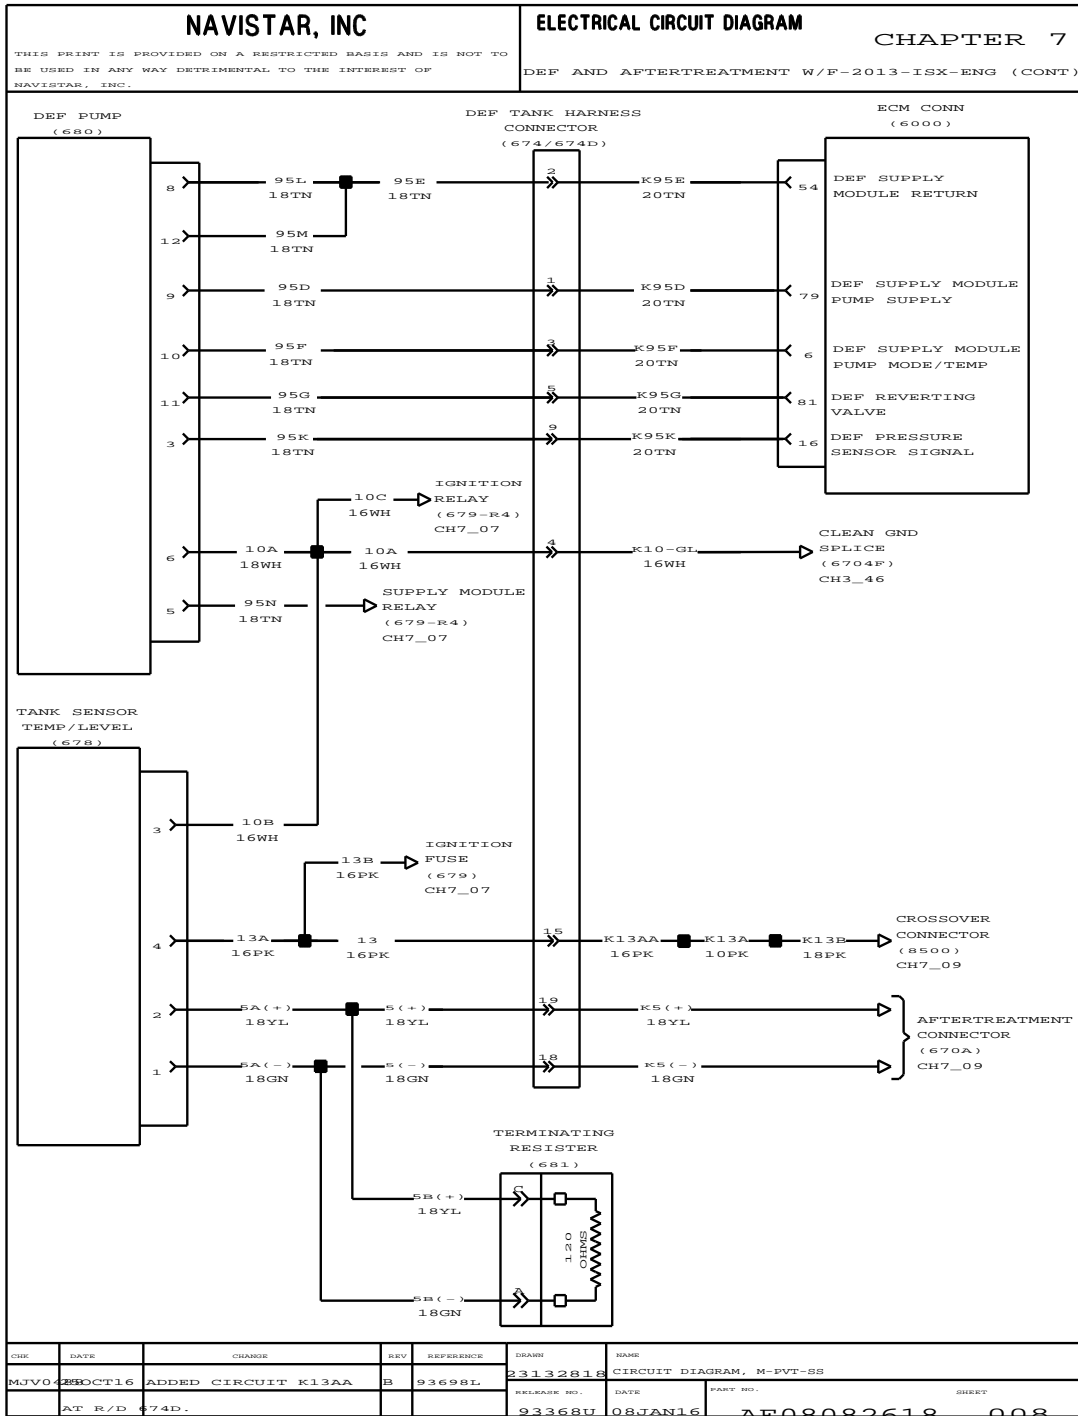 NAVISTAR, INC
THIS PRINT IS PROVIDED ON A RESTRICTED BASIS AND IS NOT TO
BE USED IN ANY WAY DETRIMENTAL TO THE INTEREST OF
NAVISTAR, INC.
ELECTRICAL CIRCUIT DIAGRAM
CHAPTER 7
DEF AND AFTERTREATMENT W/F-2013-ISX-ENG (CONT)
DEF PUMP
(680)
DEF TANK HARNESS
CONNECTOR
(674/674D)
ECM CONN
(6000)
8 95L 95E 2 K95E 54
18TN 18TN 20TN
DEF SUPPLY
MODULE RETURN
12 95M
18TN
9 95D 1 K95D 79
18TN 20TN
DEF SUPPLY MODULE
PUMP SUPPLY
10 95F 3 K95F 6
18TN 20TN
DEF SUPPLY MODULE
PUMP MODE/TEMP
11 95G 5 K95G 81
18TN 20TN
DEF REVERTING
VALVE
3 95K 9 K95K 16
18TN 20TN
DEF PRESSURE
SENSOR SIGNAL
10C
16WH
IGNITION
RELAY
(679-R4)
CH7_07
6 10A 10A 4 K10-GL
18WH 16WH 16WH
CLEAN GND
SPLICE
(6704F)
CH3_46
5 95N
18TN
SUPPLY MODULE
RELAY
(679-R4)
CH7_07
TANK SENSOR
TEMP/LEVEL
(678)
3 10B
16WH
13B
16PK
IGNITION
FUSE
(679)
CH7_07
4 13A 13 15 K13AA K13A K13B
16PK 16PK 16PK 10PK 18PK
CROSSOVER
CONNECTOR
(8500)
CH7_09
2 5A(+) 5(+) 19 K5(+)
18YL 18YL 18YL
1 5A(-) 5(-) 18 K5(-)
18GN 18GN 18GN
AFTERTREATMENT
CONNECTOR
(670A)
CH7_09
TERMINATING
RESISTER
(681)
5B(+) C
18YL
120
OHMS
5B(-) A
18GN
CHK DATE CHANGE REV REFERENCE
OCT16 ADDED CIRCUIT K13AA B 93698L
AT R/D 674D.
DRAWN NAME
23132818 CIRCUIT DIAGRAM, M-PVT-SS
RELEASE NO. DATE PART NO. SHEET
93368U 08JAN16 AF08082618 008